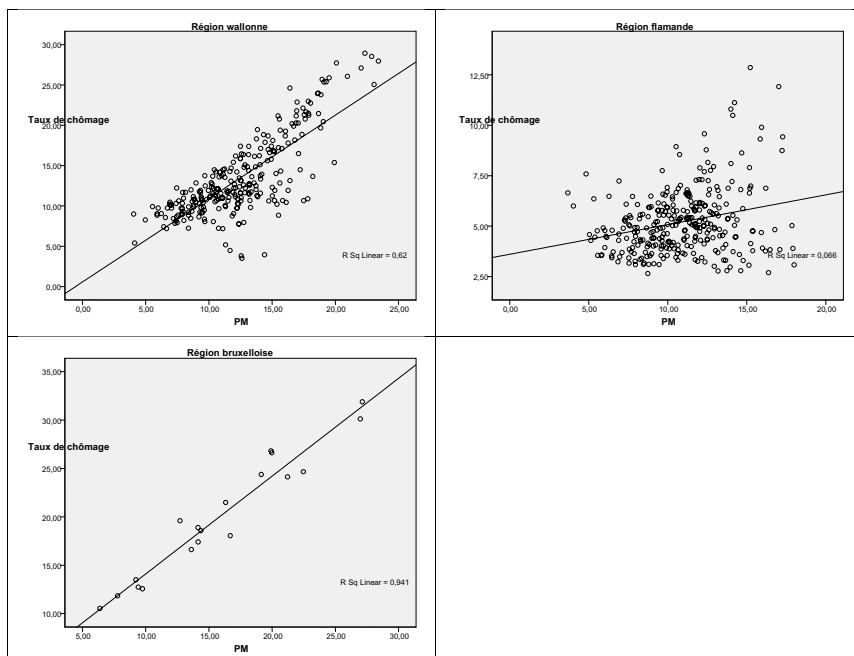 Région wallonne
30,00
25,00
Taux de chômage
20,00
15,00
10,00
5,00
0,00
R Sq Linear = 0,62
0,00 5,00 10,00 15,00 20,00 25,00
PM
Région flamande
12,50
Taux de chômage
10,00
7,50
5,00
2,50
R Sq Linear = 0,066
0,00 5,00 10,00 15,00 20,00
PM
Région bruxelloise
35,00
30,00
Taux de chômage
25,00
20,00
15,00
10,00
R Sq Linear = 0,941
5,00 10,00 15,00 20,00 25,00 30,00
PM